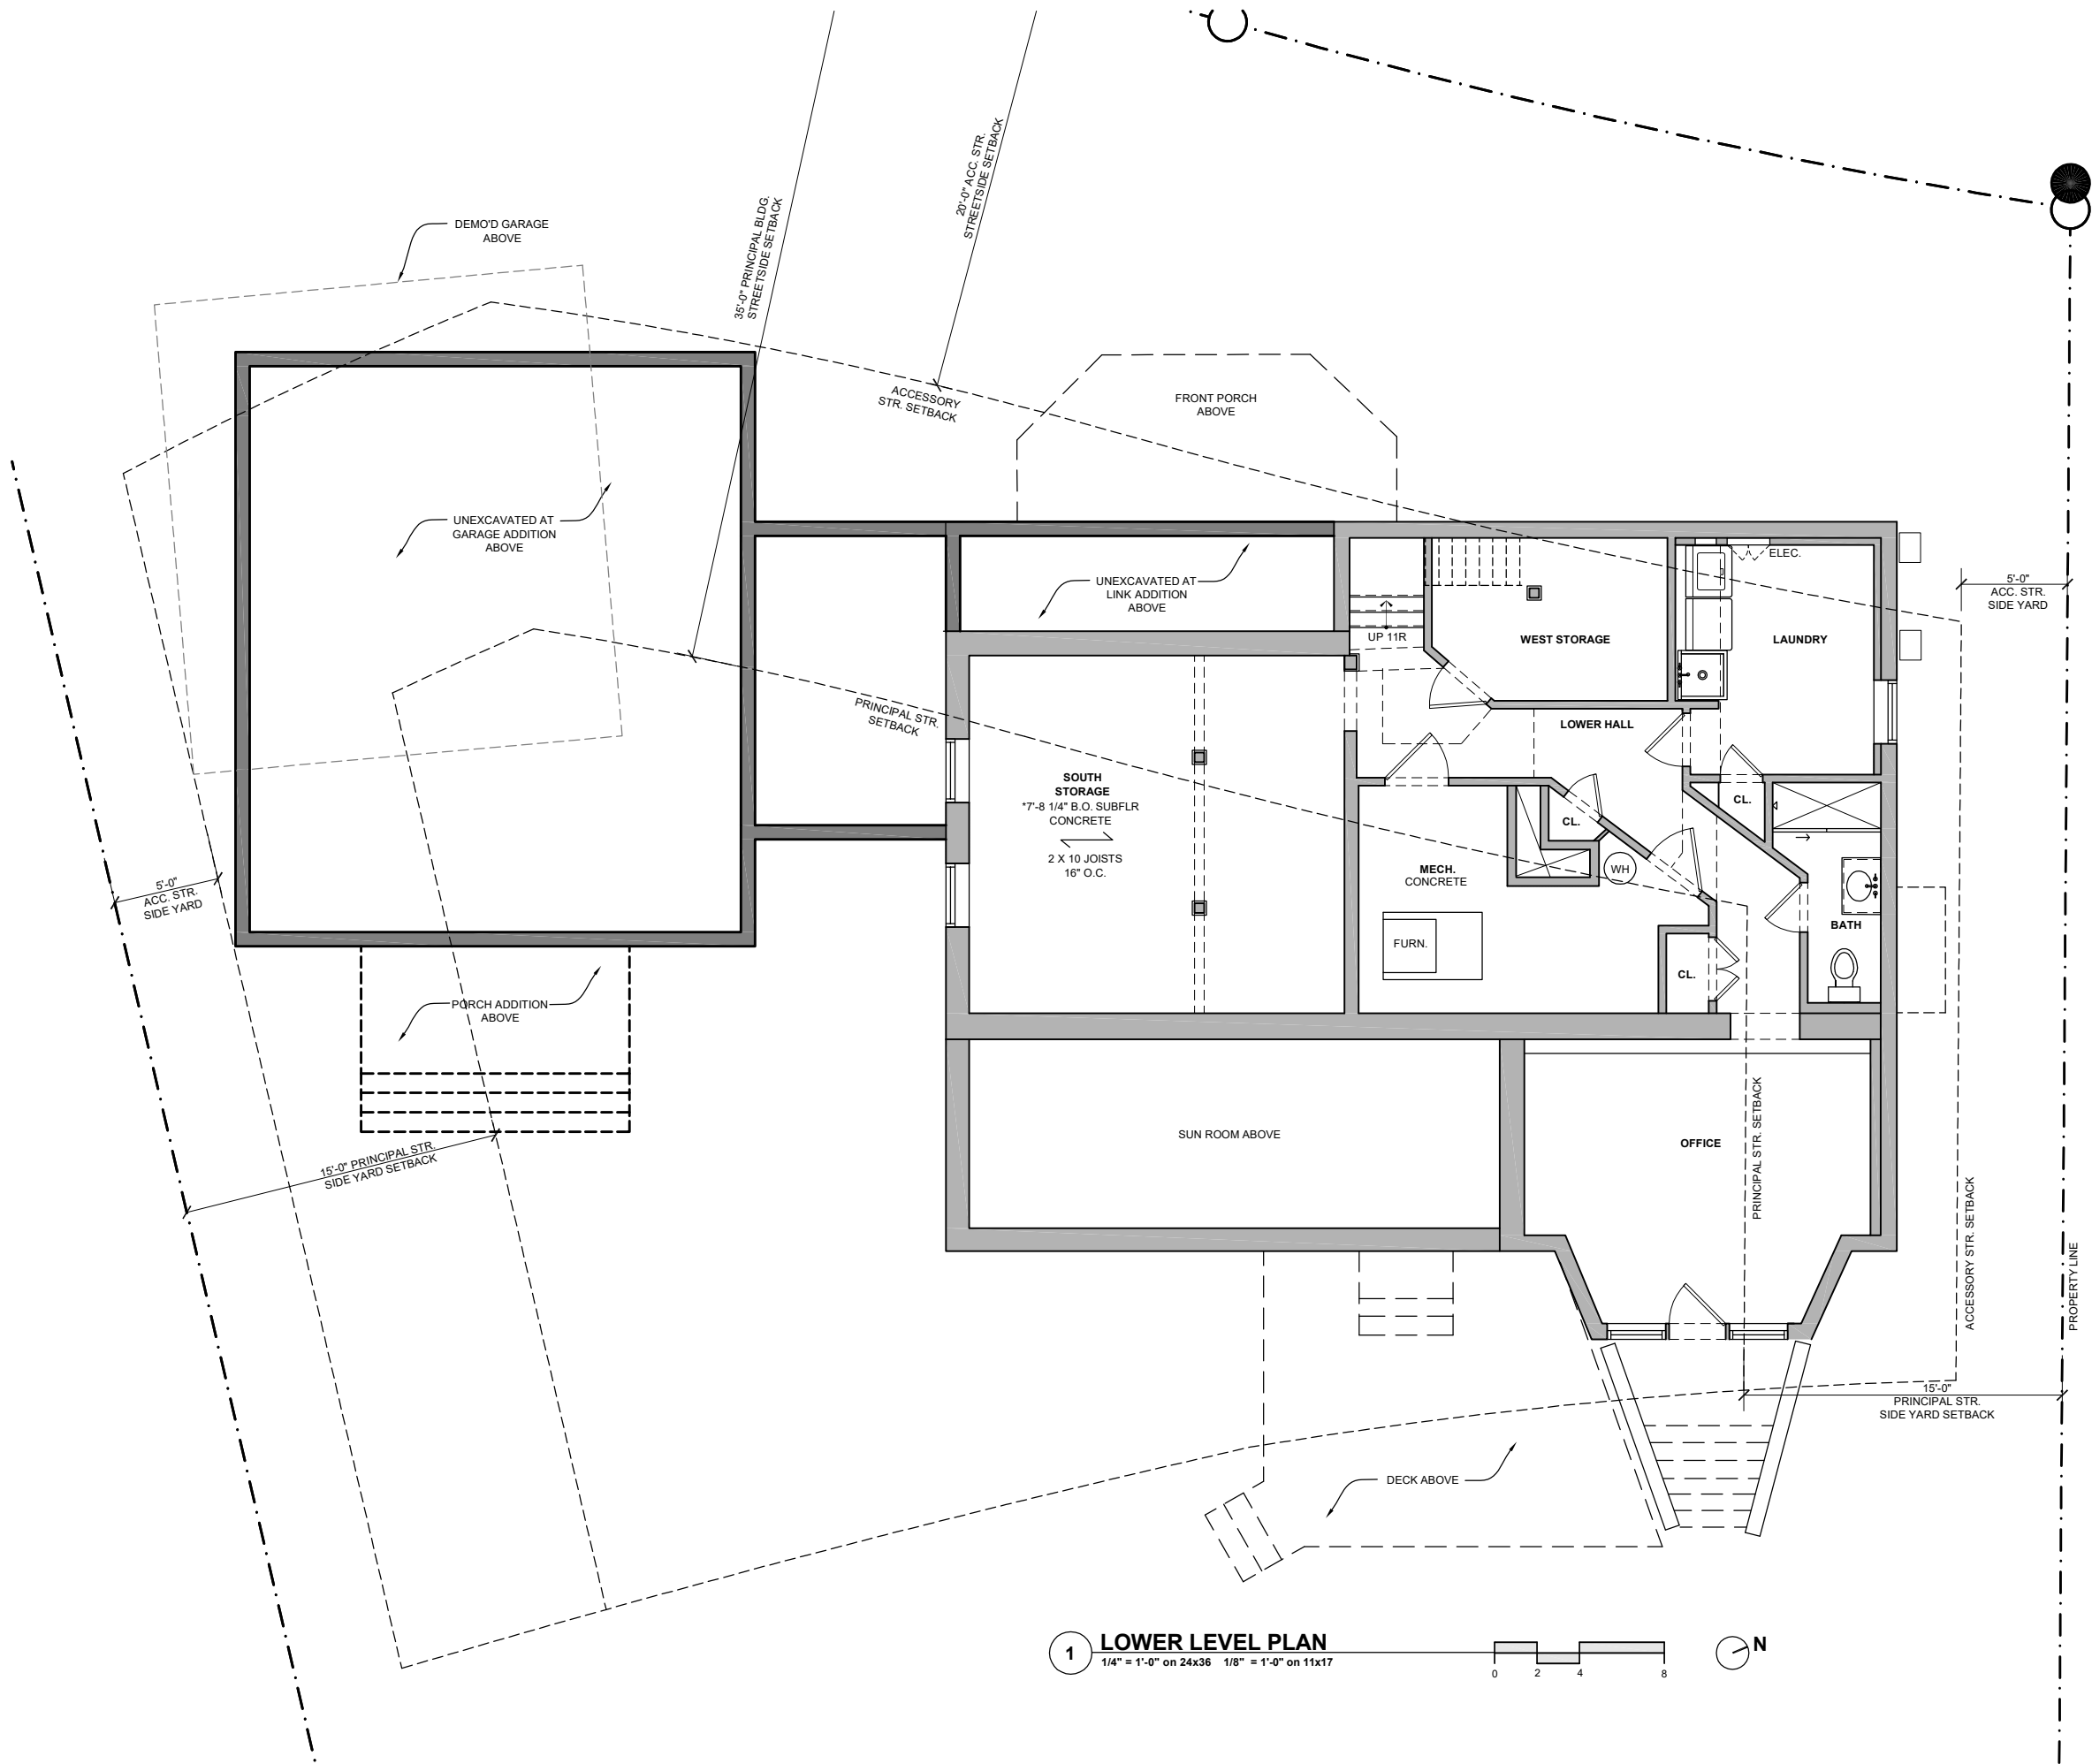 DEMO'D GARAGE
ABOVE
35'-0" PRINCIPAL BLDG.
STREETSIDE SETBACK
20'-0" ACC. STR.
STREETSIDE SETBACK
ACCESSORY
STR. SETBACK
FRONT PORCH
ABOVE
UNEXCAVATED AT
GARAGE ADDITION
ABOVE
UNEXCAVATED AT
LINK ADDITION
ABOVE
ELEC.
5'-0"
ACC. STR.
SIDE YARD
UP 11R
WEST STORAGE
LAUNDRY
PRINCIPAL STR.
SETBACK
LOWER HALL
SOUTH
STORAGE
*7'-8 1/4" B.O. SUBFLR
CONCRETE
2 X 10 JOISTS
16" O.C.
CL.
CL.
MECH.
CONCRETE
WH
5'-0"
ACC. STR.
SIDE YARD
FURN.
BATH
CL.
PORCH ADDITION
ABOVE
SUN ROOM ABOVE
OFFICE
PRINCIPAL STR. SETBACK
15'-0" PRINCIPAL STR.
SIDE YARD SETBACK
ACCESSORY STR. SETBACK
PROPERTY LINE
15'-0"
PRINCIPAL STR.
SIDE YARD SETBACK
DECK ABOVE
1
LOWER LEVEL PLAN
1/4" = 1'-0" on 24x36 1/8" = 1'-0" on 11x17
0 2 4 8
N